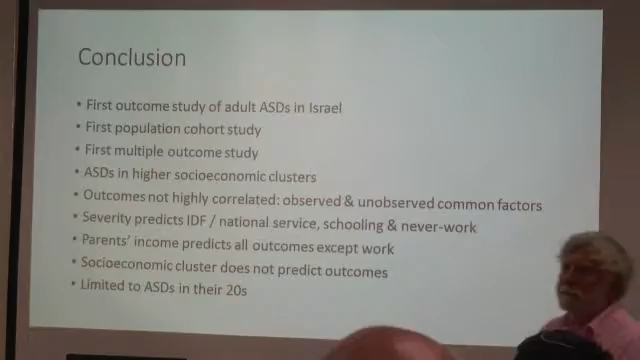 Conclusion
• First outcome study of adult ASDs in Israel
• First population cohort study
• First multiple outcome study
• ASDs in higher socioeconomic clusters
• Outcomes not highly correlated: observed & unobserved common factors
• Severity predicts IDF / national service, schooling & never-work
• Parents' income predicts all outcomes except work
• Socioeconomic cluster does not predict outcomes
• Limited to ASDs in their 20s